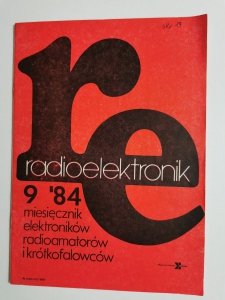 re
radioelektronik
9 '84
miesięcznik
elektroników
radioamatorów
i krótkofalowców